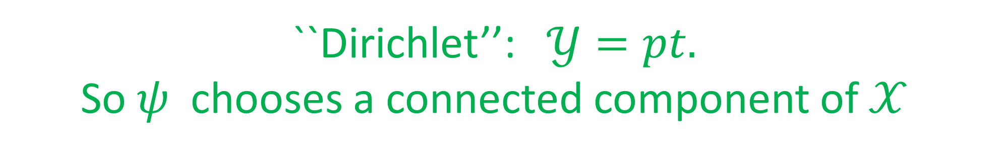 ``Dirichlet’’: 𝒴 = 𝑝𝑡.
So 𝜓 chooses a connected component of 𝒳